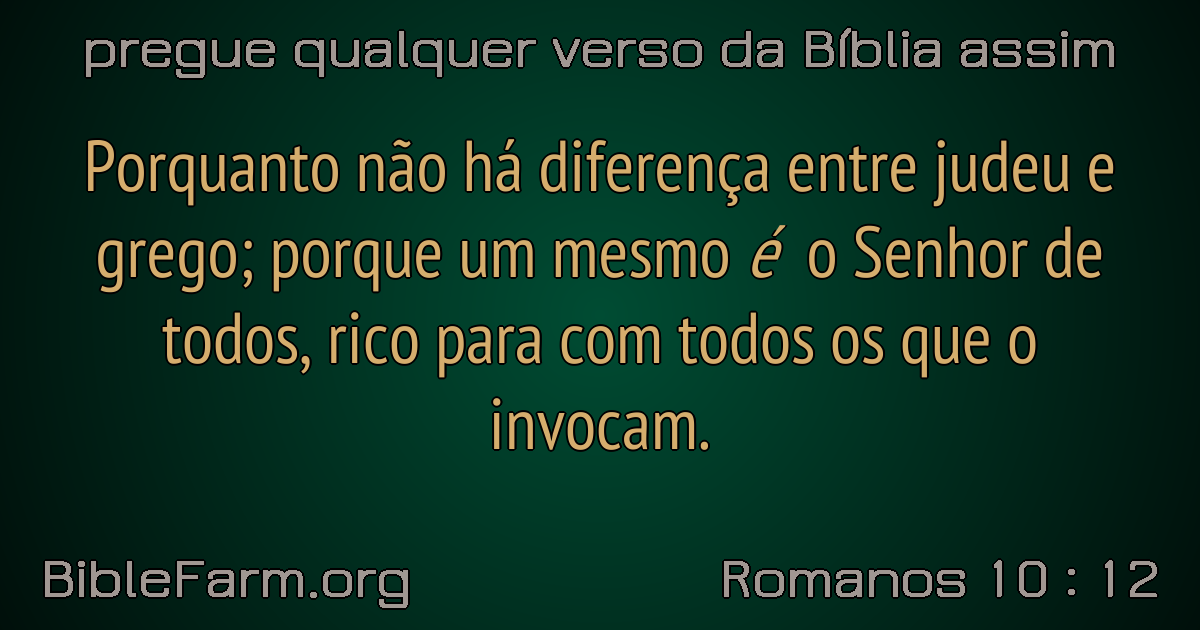 pregue qualquer verso da Bíblia assim
Porquanto não há diferença entre judeu e
grego; porque um mesmo é o Senhor de
todos, rico para com todos os que o
invocam.
BibleFarm.org
Romanos 10 : 12